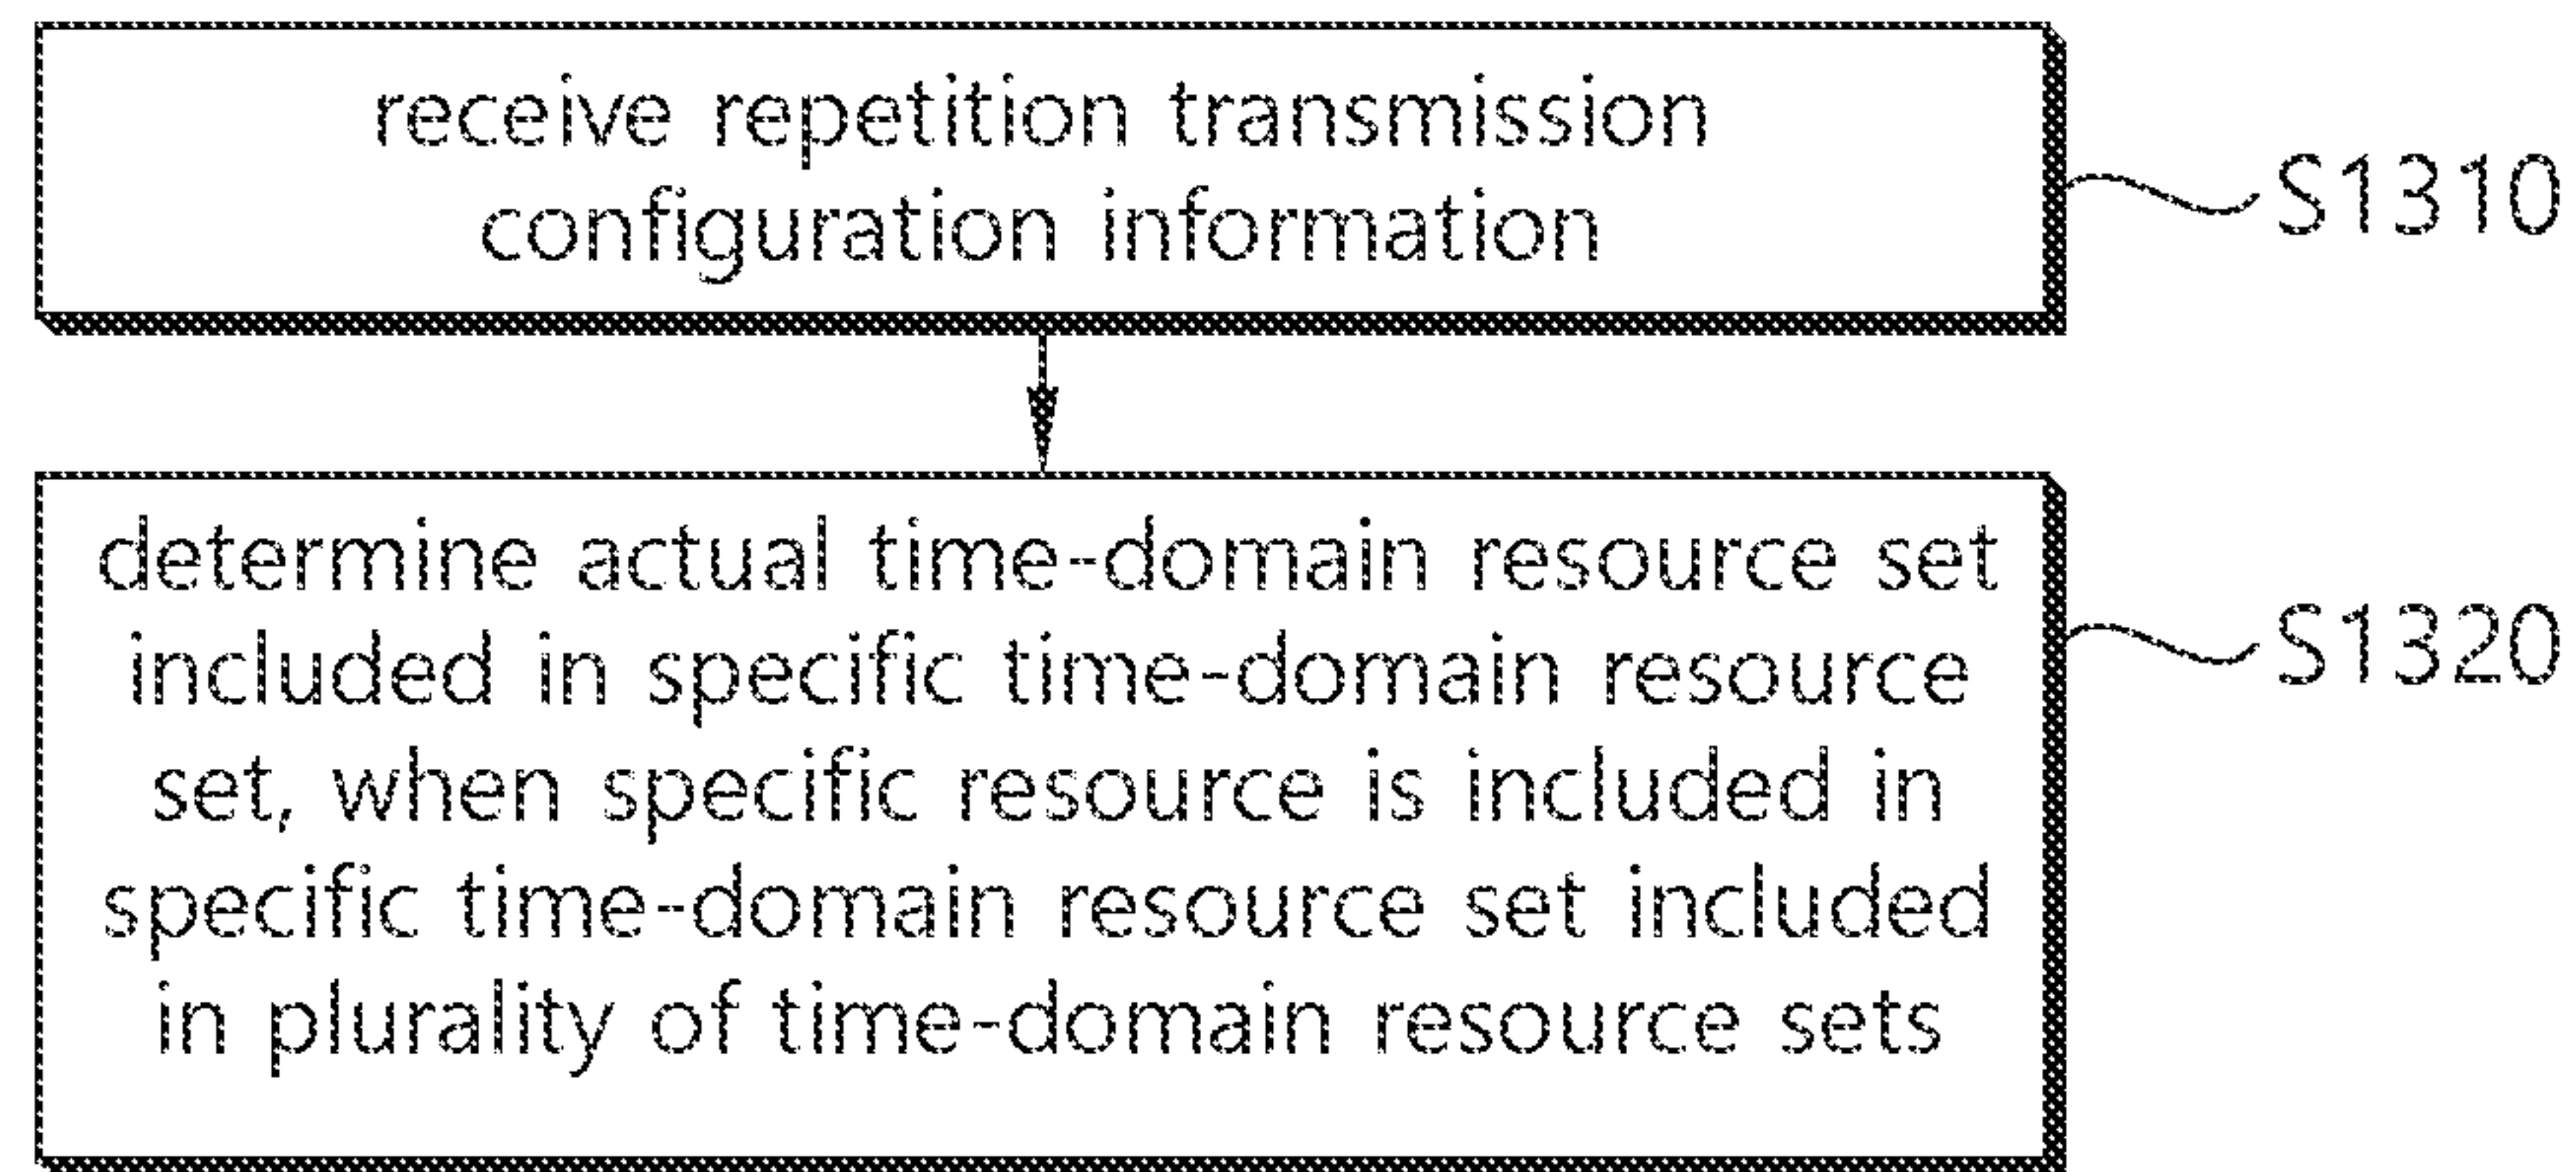 receive repetition transmission
configuration information
S1310
determine actual time-domain resource set
included in specific time-domain resource
set, when specific resource is included in
specific time-domain resource set included
in plurality of time-domain resource sets
S1320